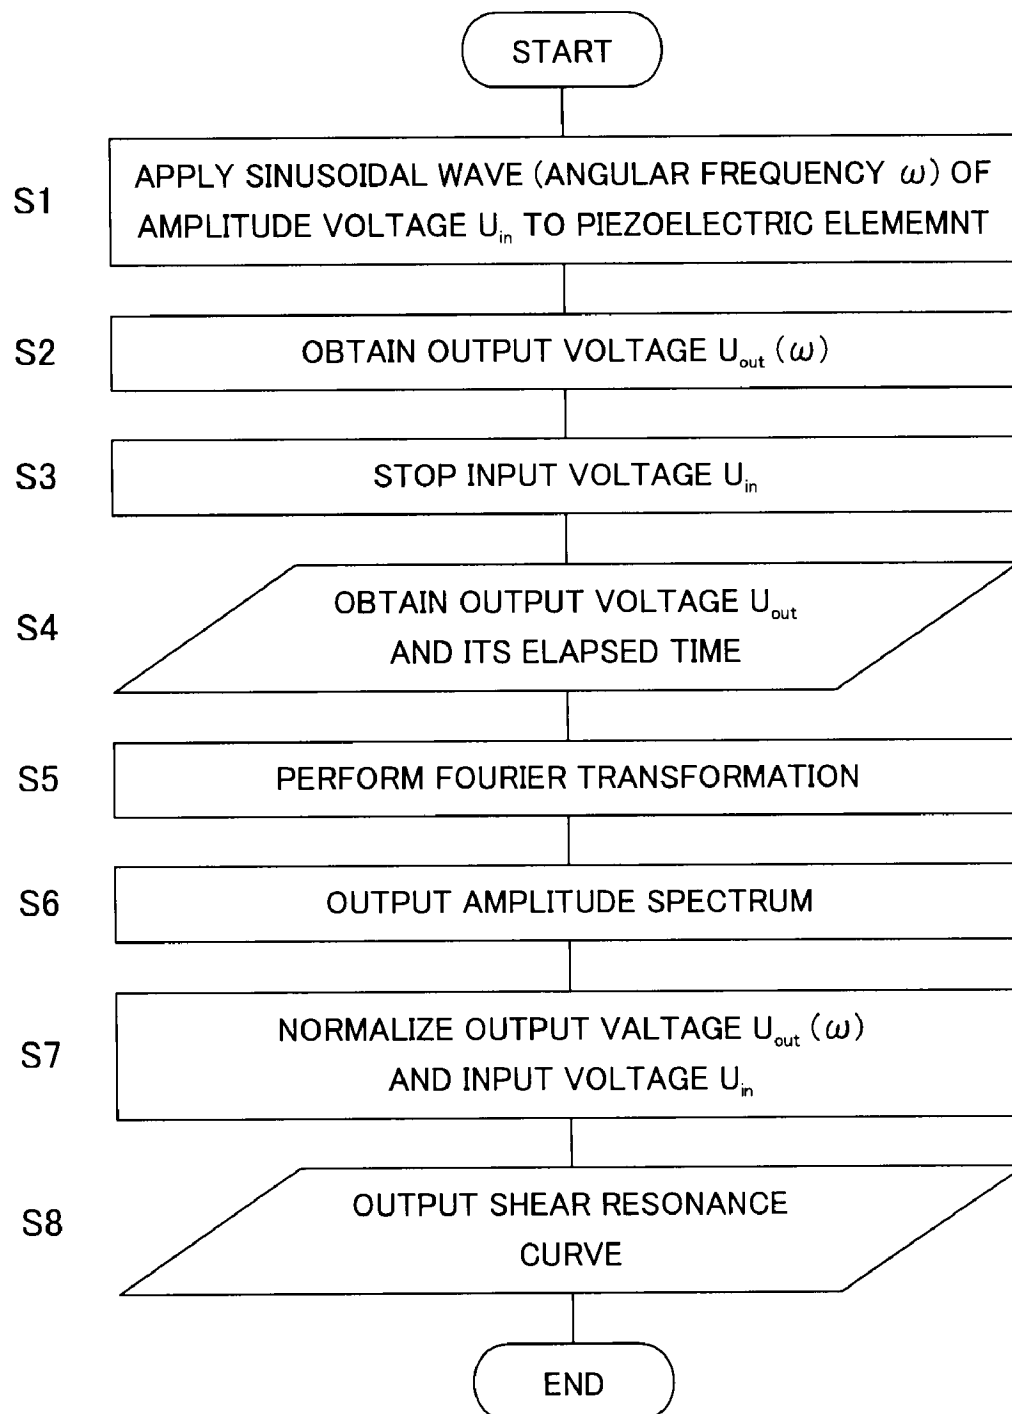 START
S1
APPLY SINUSOIDAL WAVE (ANGULAR FREQUENCY ω) OF
AMPLITUDE VOLTAGE Uin TO PIEZOELECTRIC ELEMEMNT
S2
OBTAIN OUTPUT VOLTAGE Uout (ω)
S3
STOP INPUT VOLTAGE Uin
S4
OBTAIN OUTPUT VOLTAGE Uout
AND ITS ELAPSED TIME
S5
PERFORM FOURIER TRANSFORMATION
S6
OUTPUT AMPLITUDE SPECTRUM
S7
NORMALIZE OUTPUT VALTAGE Uout (ω)
AND INPUT VOLTAGE Uin
S8
OUTPUT SHEAR RESONANCE
CURVE
END